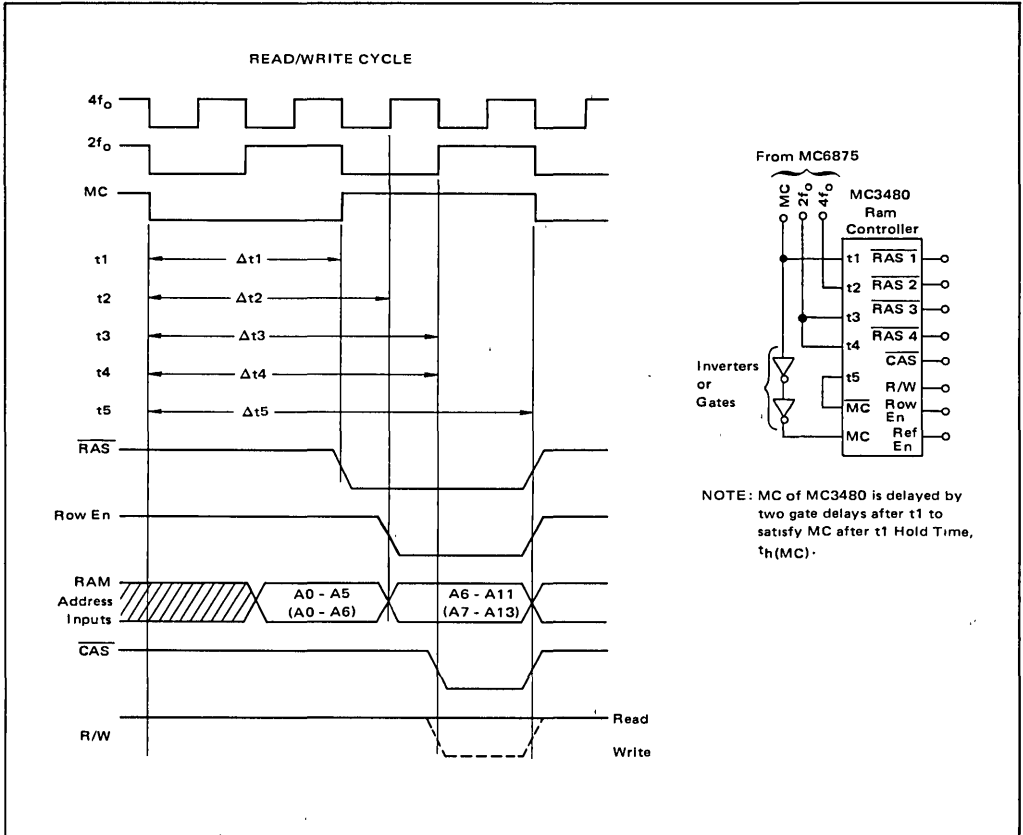 READ/WRITE CYCLE
4fo
2fo
MC
t1 Δt1
t2 Δt2
t3 Δt3
t4 Δt4
t5 Δt5
RAS
Row En
RAM
Address
Inputs
A0 - A5
(A0 - A6)
A6 - A11
(A7 - A13)
CAS
R/W
Read
Write
From MC6875
MC
2fo
4fo
MC3480
Ram
Controller
t1 RAS 1
t2 RAS 2
t3 RAS 3
t4 RAS 4
CAS
t5
R/W
MC Row
En
MC Ref
En
Inverters
or
Gates
NOTE: MC of MC3480 is delayed by
two gate delays after t1 to
satisfy MC after t1 Hold Time,
th(MC).